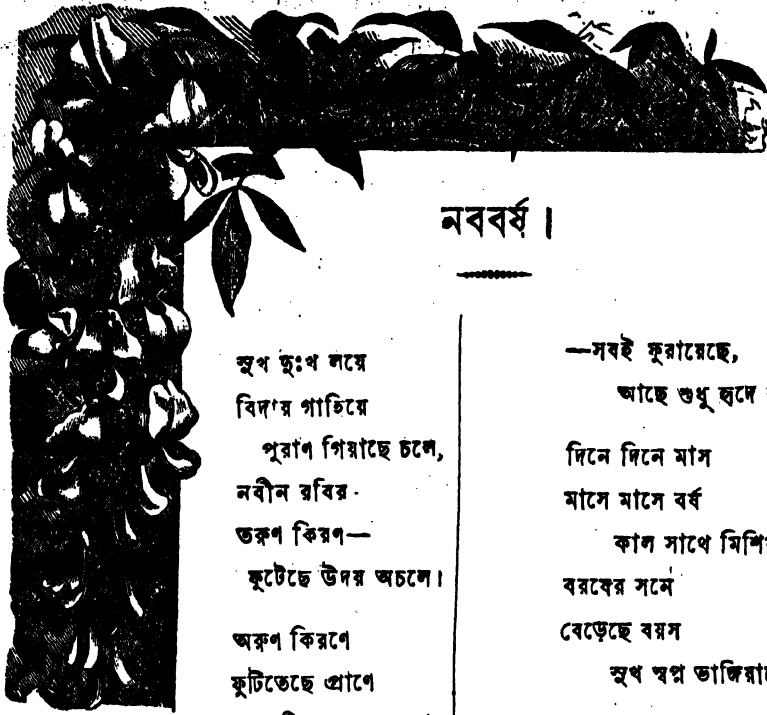 নববর্ষ।
সুখ দুঃখ লয়ে
বিদায় গাহিয়ে
পুরাণ গিয়াছে চলে,
নবীন রবির
তরুণ কিরণ—
ফুটেছে উদয় অচলে।
অরুণ কিরণে
ফুটিতেছে প্রাণে
—সবই ফুরায়েছে,
আছে শুধু হৃদে
দিনে দিনে মাস
মাসে মাসে বর্ষ
কাল সাথে
বরষের সনে
বেড়েছে বয়স
সুখ স্বপ্ন